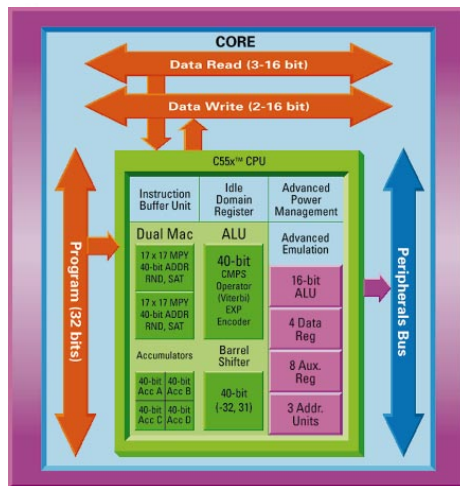 CORE
Data Read (3-16 bit)
Data Write (2-16 bit)
Program (32 bits)
C55x™ CPU
Instruction
Buffer Unit
Idle
Domain
Register
Advanced
Power
Management
Dual Mac
17 x 17 MPY
40-bit ADDR
RND, SAT
17 x 17 MPY
40-bit ADDR
RND, SAT
ALU
40-bit
CMPS
Operator
(Viterbi)
EXP
Encoder
Advanced
Emulation
16-bit
ALU
4 Data
Reg
8 Aux.
Reg
3 Addr.
Units
Accumulators
40-bit
Acc A
40-bit
Acc B
40-bit
Acc C
40-bit
Acc D
Barrel
Shifter
40-bit
(-32, 31)
Peripherals Bus